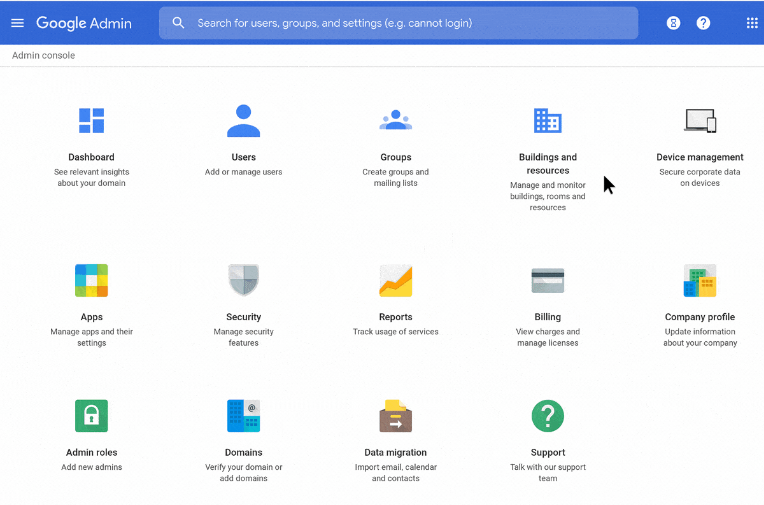 Google Admin
Search for users, groups, and settings (e.g. cannot login)
Admin console
Dashboard
See relevant insights
about your domain
Users
Add or manage users
Groups
Create groups and
mailing lists
Buildings and
resources
Manage and monitor
buildings, rooms and
resources
Device management
Secure corporate data
on devices
Apps
Manage apps and their
settings
Security
Manage security
features
Reports
Track usage of services
Billing
View charges and
manage licenses
Company profile
Update information
about your company
Admin roles
Add new admins
@
Domains
Verify your domain or
add domains
Data migration
Import email, calendar
and contacts
?
Support
Talk with our support
team